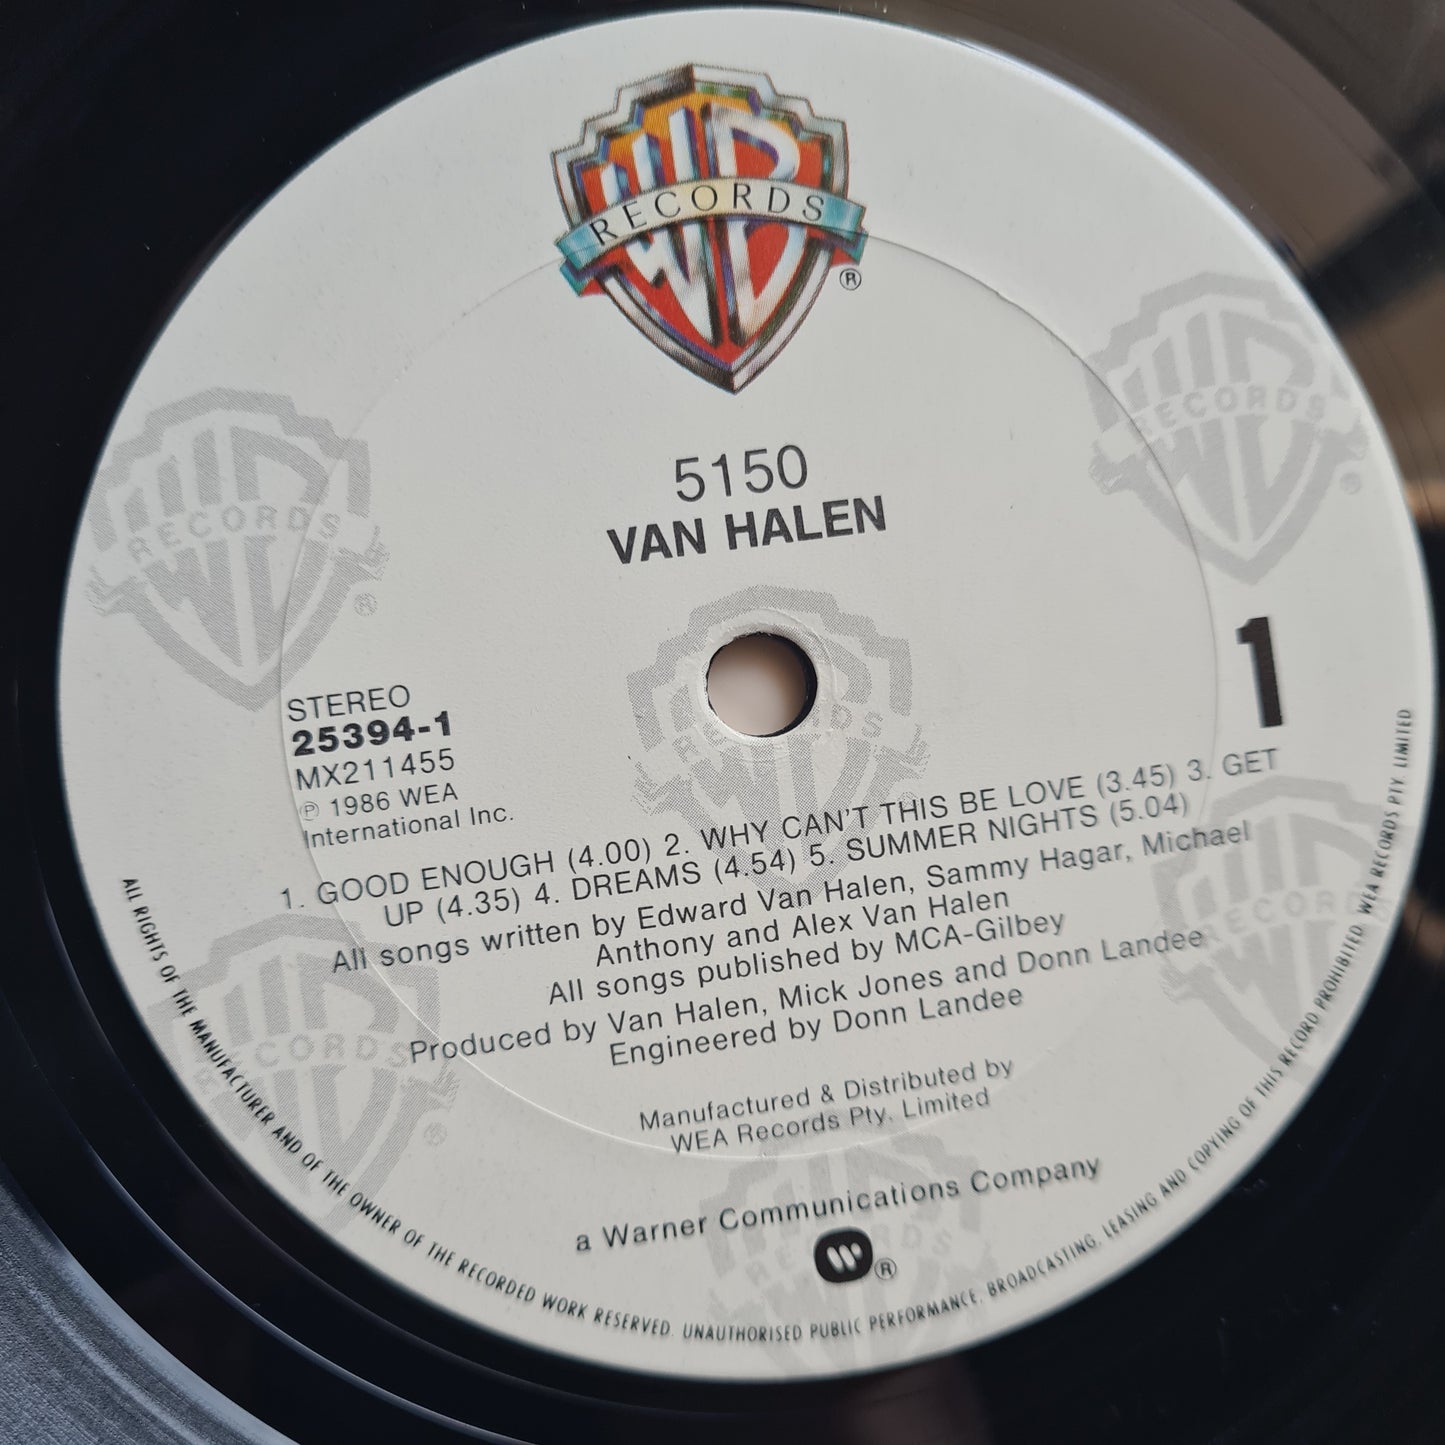 WB
RECORDS
®
5150
VAN HALEN
1
STEREO
25394-1
MX211455
℗ 1986 WEA
International Inc.
1. GOOD ENOUGH (4.00) 2. WHY CAN'T THIS BE LOVE (3.45) 3. GET
UP (4.35) 4. DREAMS (4.54) 5. SUMMER NIGHTS (5.04)
All songs written by Edward Van Halen, Sammy Hagar, Michael
Anthony and Alex Van Halen
All songs published by MCA-Gilbey
Produced by Van Halen, Mick Jones and Donn Landee
Engineered by Donn Landee
Manufactured & Distributed by
WEA Records Pty. Limited
a Warner Communications Company
®
ALL RIGHTS OF THE MANUFACTURER AND OF THE OWNER OF THE RECORDED WORK RESERVED. UNAUTHORISED PUBLIC PERFORMANCE, BROADCASTING, LEASING AND COPYING OF THIS RECORD PROHIBITED. WEA RECORDS PTY. LIMITED